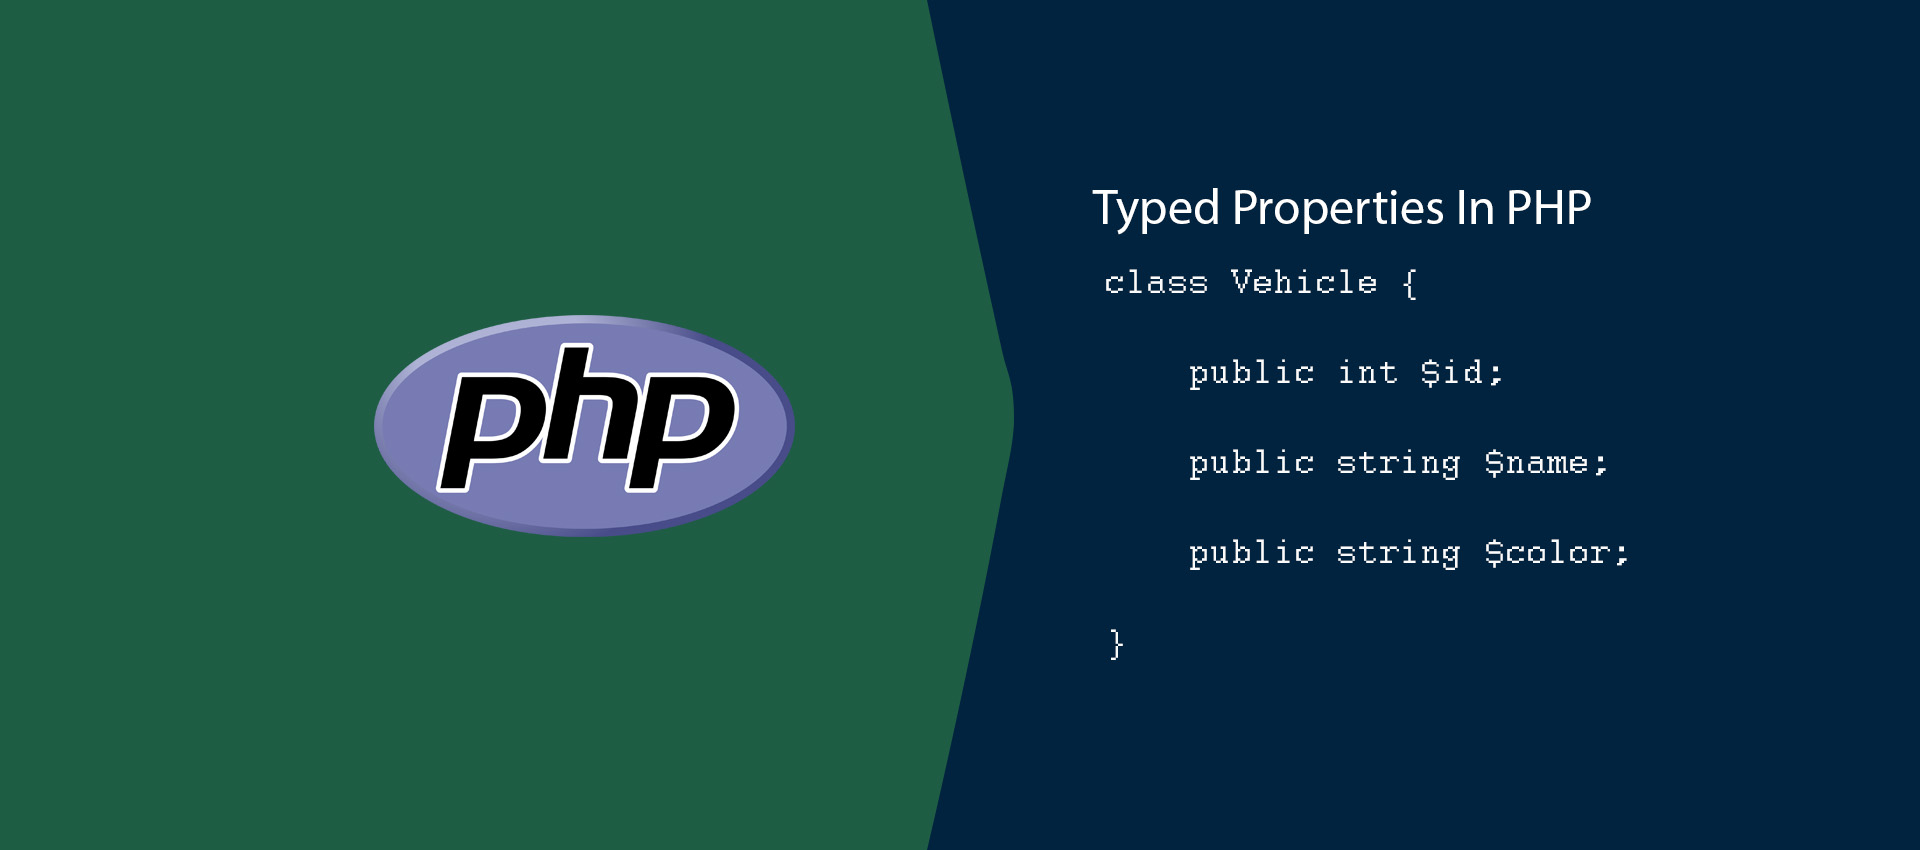 php
Typed Properties In PHP
class Vehicle {
public int $id;
public string $name;
public string $color;
}